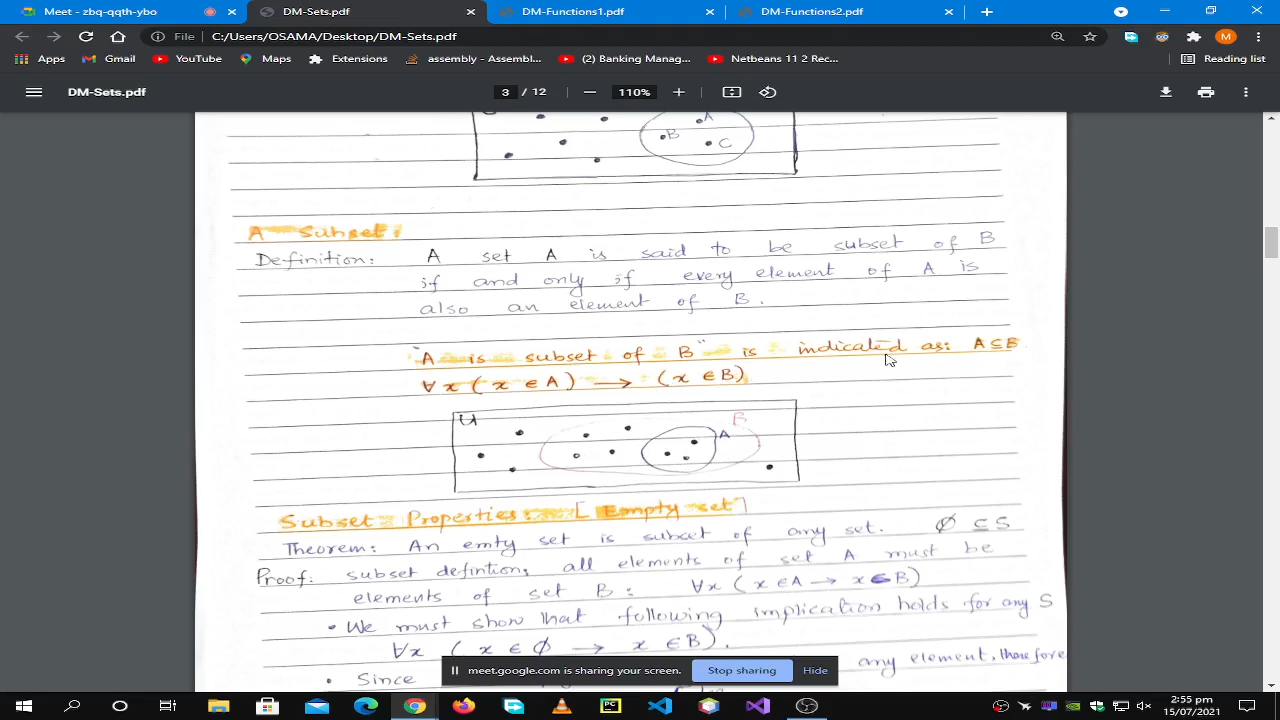 Meet - zbq-qqth-ybo
DM-Sets.pdf
DM-Functions1.pdf
DM-Functions2.pdf
File
C:/Users/OSAMA/Desktop/DM-Sets.pdf
Apps
Gmail
YouTube
Maps
Extensions
assembly - Assembl...
(2) Banking Manag...
Netbeans 11 2 Rec...
Reading list
DM-Sets.pdf
3 / 12
110%
A
B
C
A Subset:
Definition: A set A is said to be subset of B
if and only if every element of A is
also an element of B.
"A is subset of B" is indicated as: A⊆B
∀x(x ∈ A) → (x ∈ B)
U
B
A
Subset Properties: [Empty set]
Theorem: An emty set is subset of any set. ∅ ⊆ S
Proof: subset defintion, all elements of set A must be
elements of set B: ∀x (x ∈ A → x ∈ B)
• We must show that following implication holds for any S
∀x (x ∈ ∅ → x ∈ B).
• Since any element, therefore
meet.google.com is sharing your screen.
Stop sharing
Hide
2:55 pm
15/07/2021